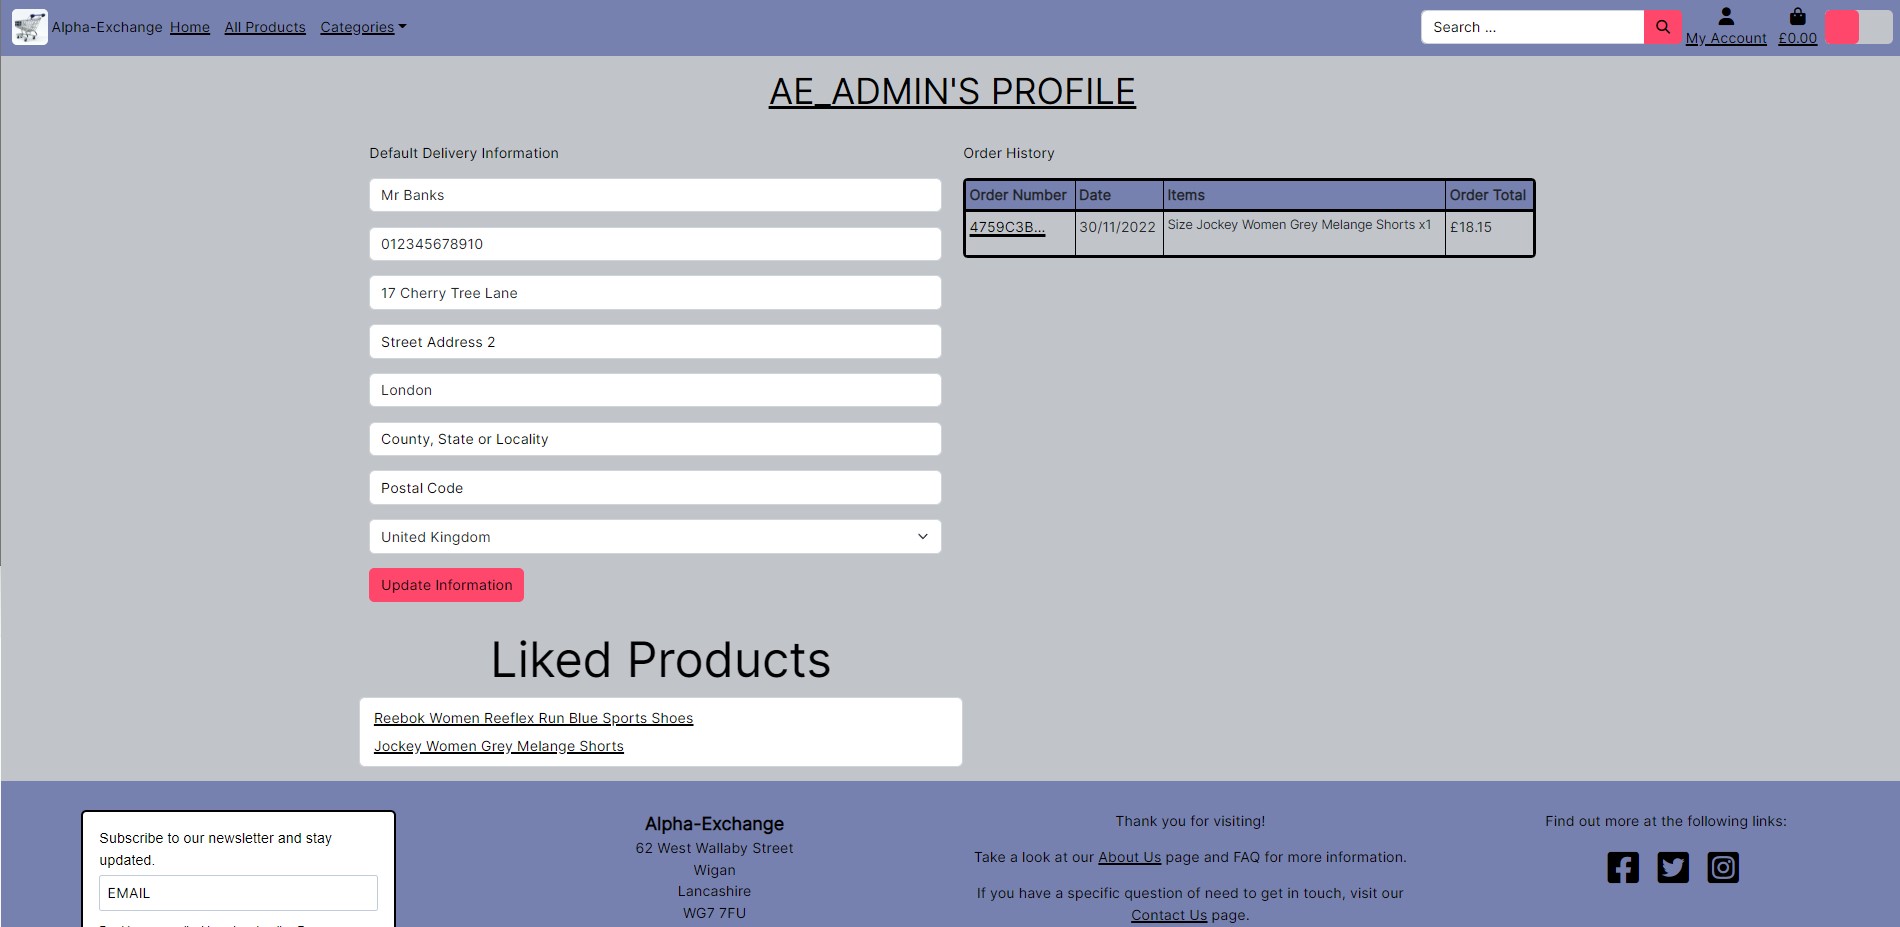 Alpha-Exchange Home All Products Categories
Search ...
My Account £0.00
AE_ADMIN'S PROFILE
Default Delivery Information
Mr Banks
012345678910
17 Cherry Tree Lane
Street Address 2
London
County, State or Locality
Postal Code
United Kingdom
Update Information
Order History
Order Number Date Items Order Total
4759C3B... 30/11/2022 Size Jockey Women Grey Melange Shorts x1 £18.15
Liked Products
Reebok Women Reeflex Run Blue Sports Shoes
Jockey Women Grey Melange Shorts
Subscribe to our newsletter and stay
updated.
EMAIL
Alpha-Exchange
62 West Wallaby Street
Wigan
Lancashire
WG7 7FU
Thank you for visiting!
Take a look at our About Us page and FAQ for more information.
If you have a specific question of need to get in touch, visit our
Contact Us page.
Find out more at the following links: